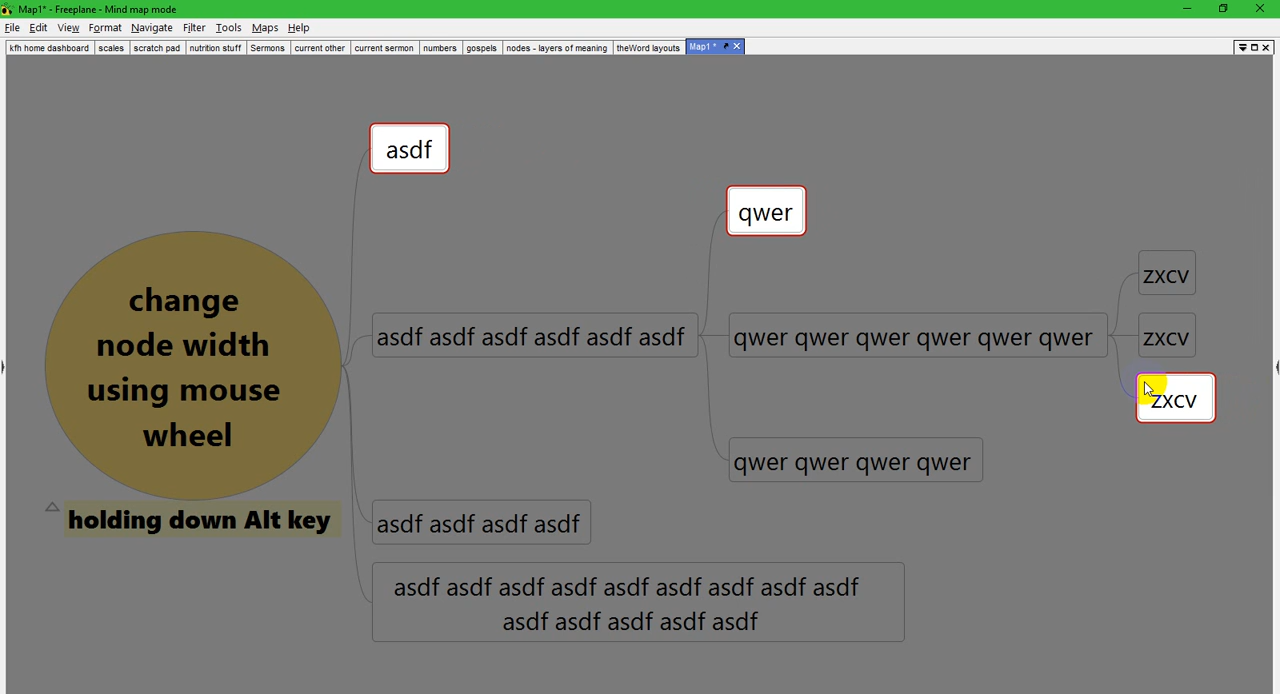 Map1* - Freeplane - Mind map mode
File Edit View Format Navigate Filter Tools Maps Help
kfh home dashboard scales scratch pad nutrition stuff Sermons current other current sermon numbers gospels nodes - layers of meaning theWord layouts Map1 *
asdf
qwer
zxcv
change
node width
using mouse
wheel
asdf asdf asdf asdf asdf asdf
qwer qwer qwer qwer qwer qwer
zxcv
zxcv
qwer qwer qwer qwer
holding down Alt key
asdf asdf asdf asdf
asdf asdf asdf asdf asdf asdf asdf asdf asdf
asdf asdf asdf asdf asdf